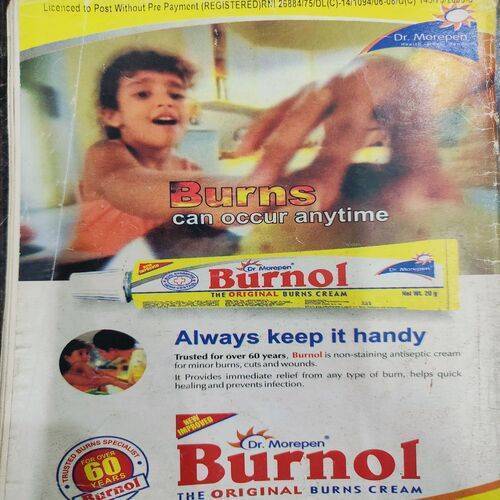 Licenced to Post Without Pre Payment (REGISTERED)RNI 25884/75/DL(C)-14/1094/06-08/
Dr. Morepen
Burns
can occur anytime
NEW IMPROVED
Dr. Morepen
Burnol
THE ORIGINAL BURNS CREAM
Dr. Morepen
Net Wt. 20 g
Always keep it handy
Trusted for over 60 years, Burnol is non-staining antiseptic cream
for minor burns, cuts and wounds.
It Provides immediate relief from any type of burn, helps quick
healing and prevents infection.
NEW
IMPROVED
Dr. Morepen
Burnol
THE ORIGINAL BURNS CREAM
TRUSTED BURNS SPECIALIST
FOR OVER
60
YEARS
Burnol